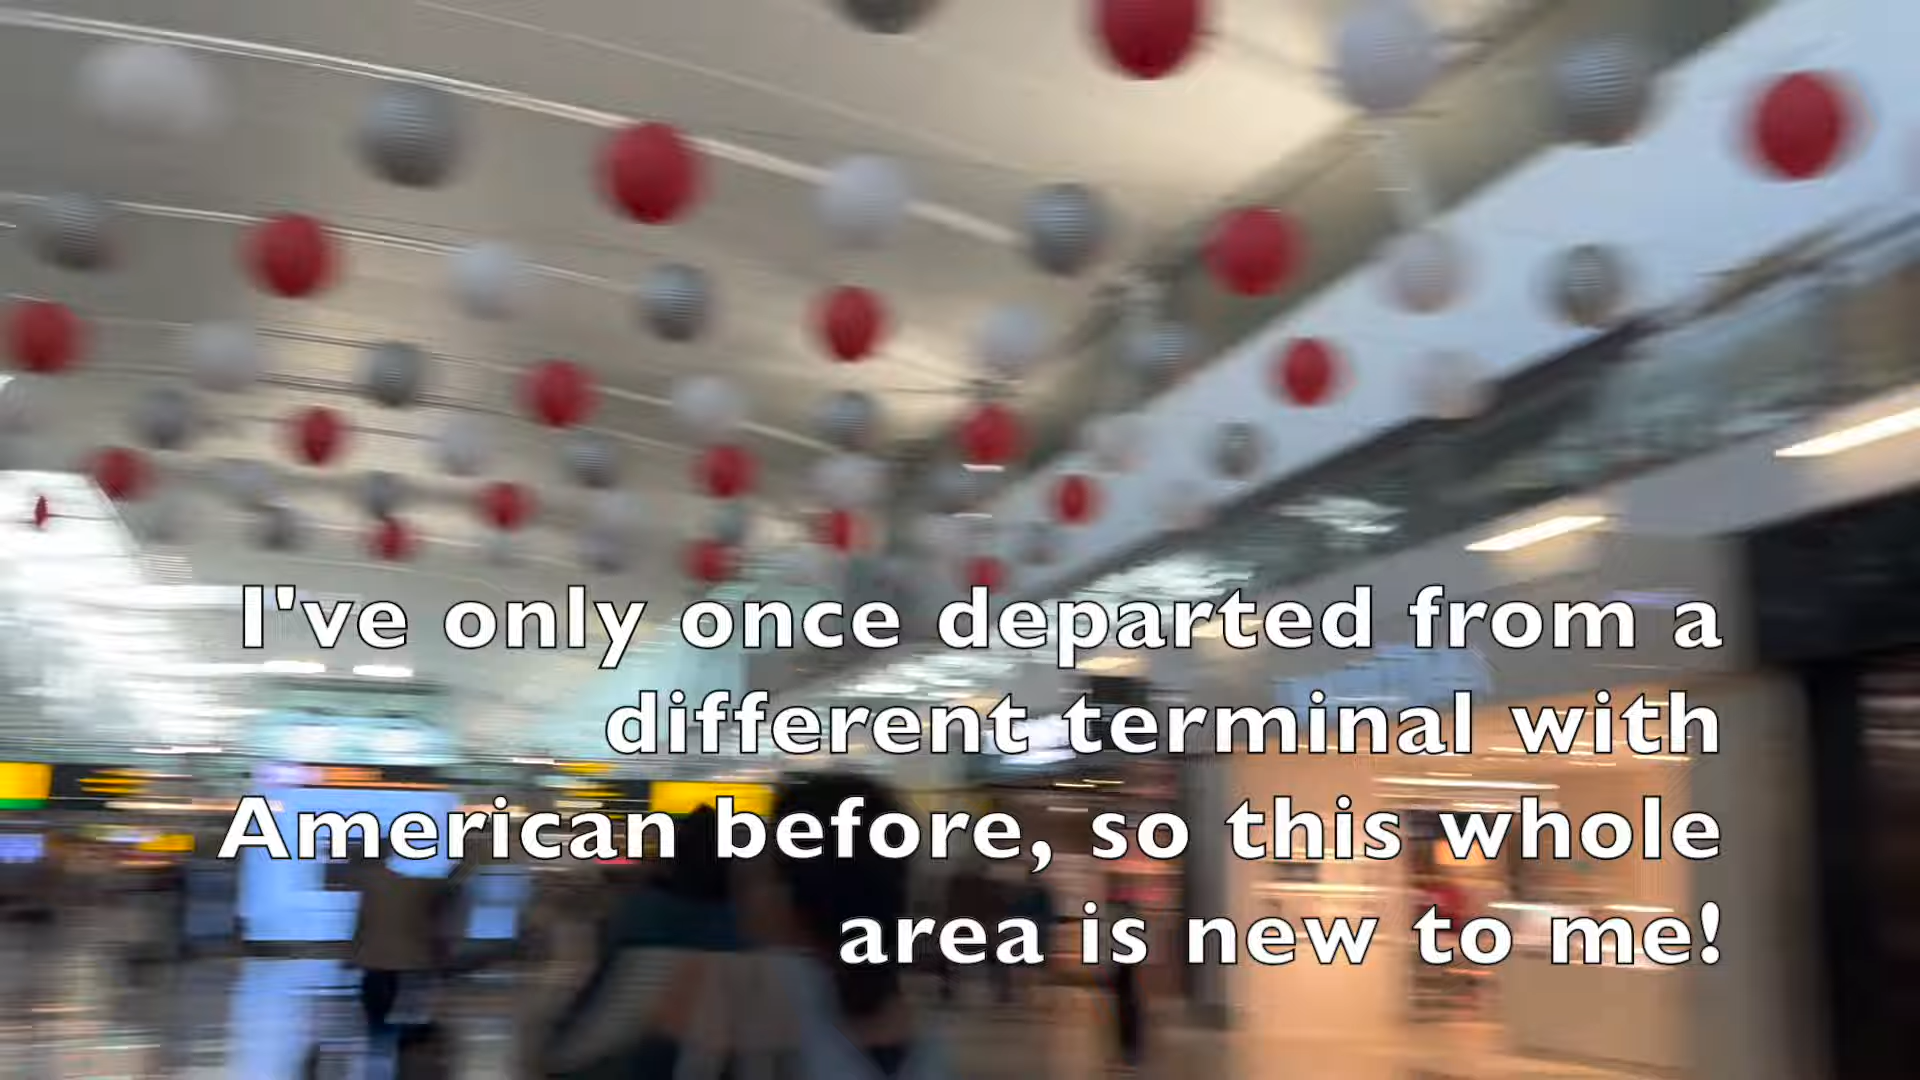 I've only once departed from a
different terminal with
American before, so this whole
area is new to me!